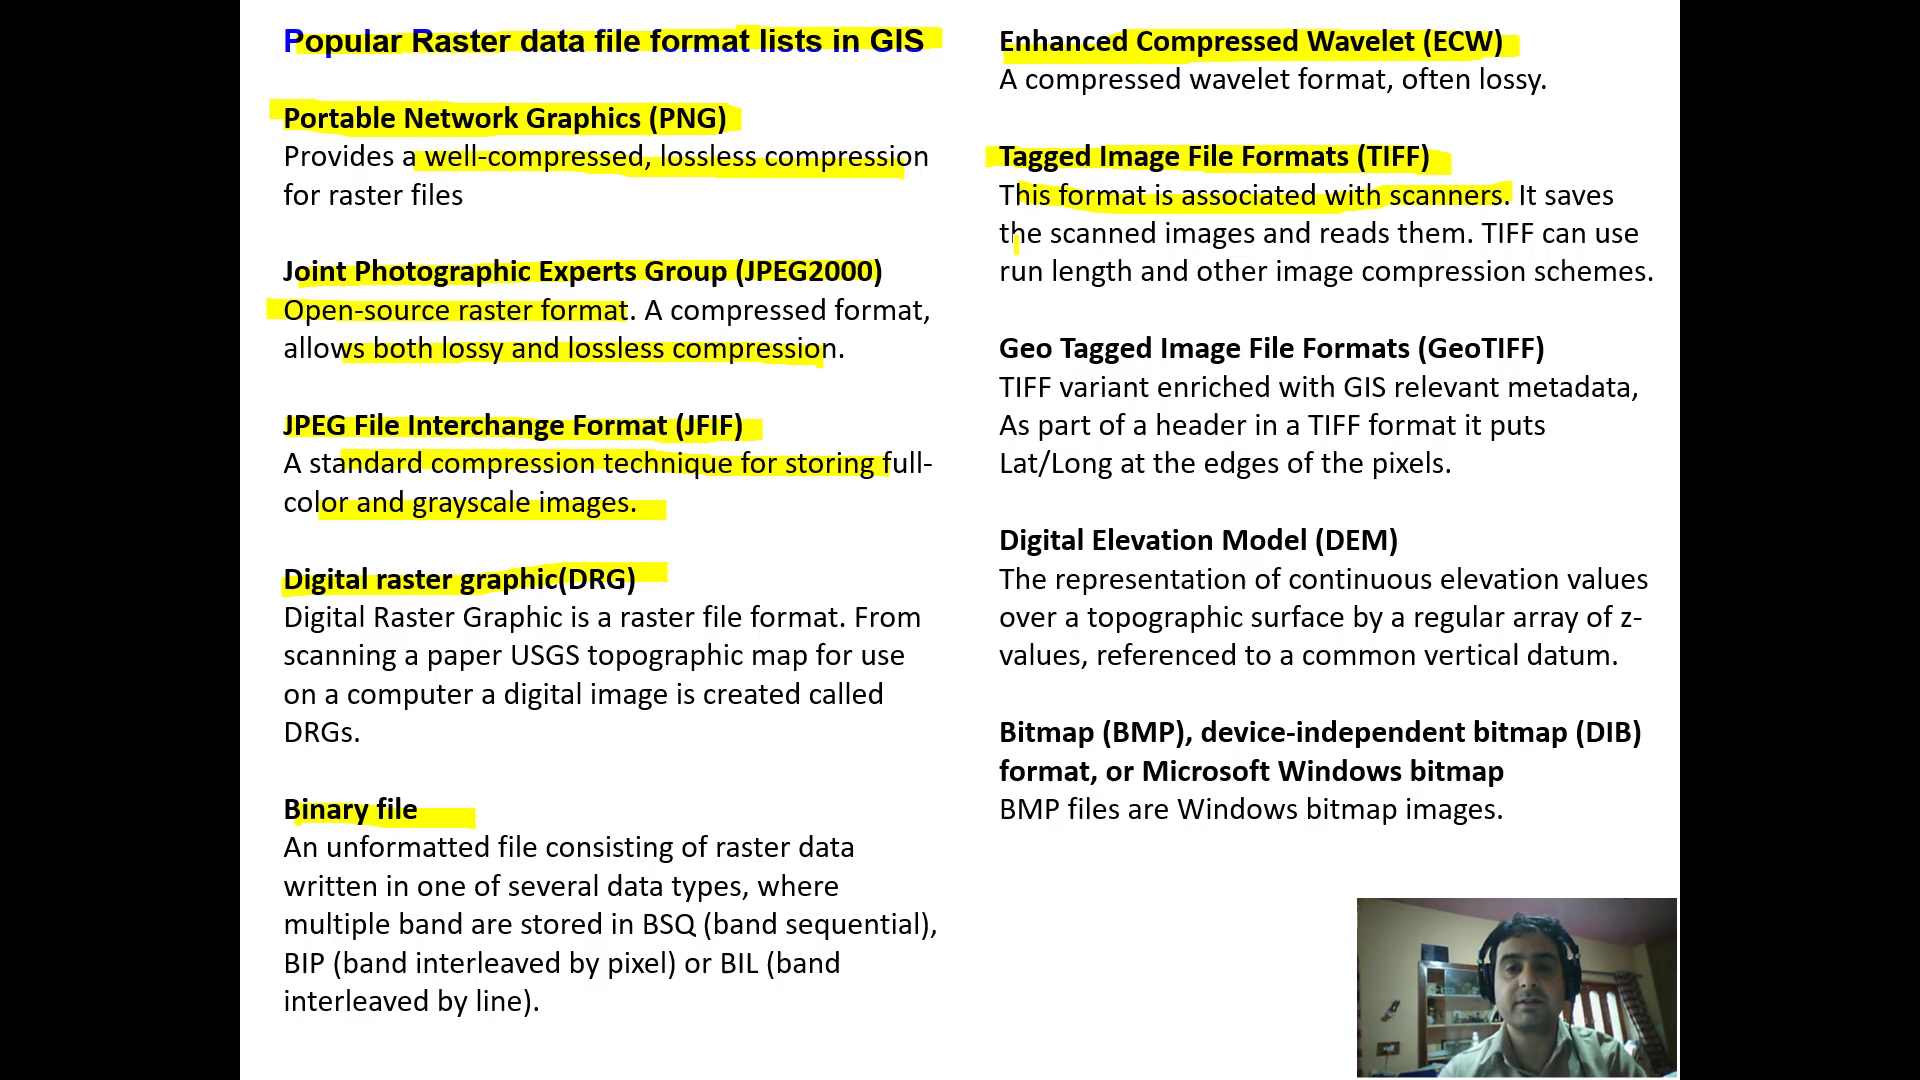 Popular Raster data file format lists in GIS
Portable Network Graphics (PNG)
Provides a well-compressed, lossless compression
for raster files
Joint Photographic Experts Group (JPEG2000)
Open-source raster format. A compressed format,
allows both lossy and lossless compression.
JPEG File Interchange Format (JFIF)
A standard compression technique for storing full-
color and grayscale images.
Digital raster graphic(DRG)
Digital Raster Graphic is a raster file format. From
scanning a paper USGS topographic map for use
on a computer a digital image is created called
DRGs.
Binary file
An unformatted file consisting of raster data
written in one of several data types, where
multiple band are stored in BSQ (band sequential),
BIP (band interleaved by pixel) or BIL (band
interleaved by line).
Enhanced Compressed Wavelet (ECW)
A compressed wavelet format, often lossy.
Tagged Image File Formats (TIFF)
This format is associated with scanners. It saves
the scanned images and reads them. TIFF can use
run length and other image compression schemes.
Geo Tagged Image File Formats (GeoTIFF)
TIFF variant enriched with GIS relevant metadata,
As part of a header in a TIFF format it puts
Lat/Long at the edges of the pixels.
Digital Elevation Model (DEM)
The representation of continuous elevation values
over a topographic surface by a regular array of z-
values, referenced to a common vertical datum.
Bitmap (BMP), device-independent bitmap (DIB)
format, or Microsoft Windows bitmap
BMP files are Windows bitmap images.